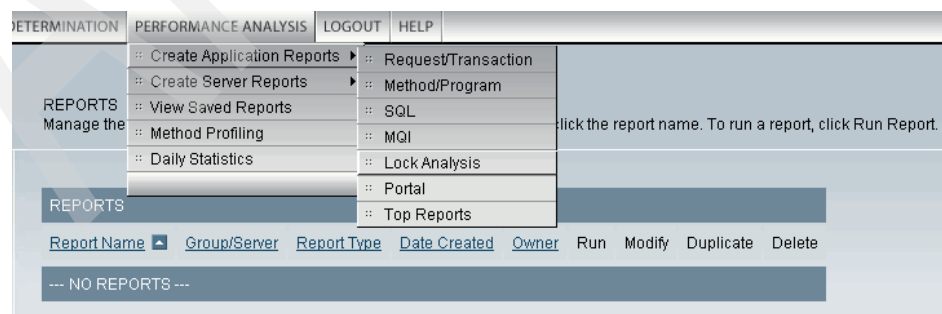 PERFORMANCE ANALYSIS LOGOUT HELP
Create Application Reports
Create Server Reports
View Saved Reports
Method Profiling
Daily Statistics
Request/Transaction
Method/Program
SQL
MQI
Lock Analysis
Portal
Top Reports
REPORTS
Manage the click the report name. To run a report, click Run Report.
REPORTS
Report Name Group/Server Report Type Date Created Owner Run Modify Duplicate Delete
--- NO REPORTS ---